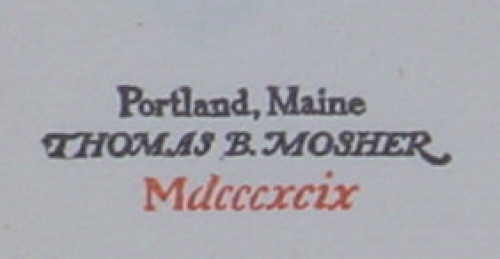 Portland, Maine
THOMAS B. MOSHER
Mdcccxcix